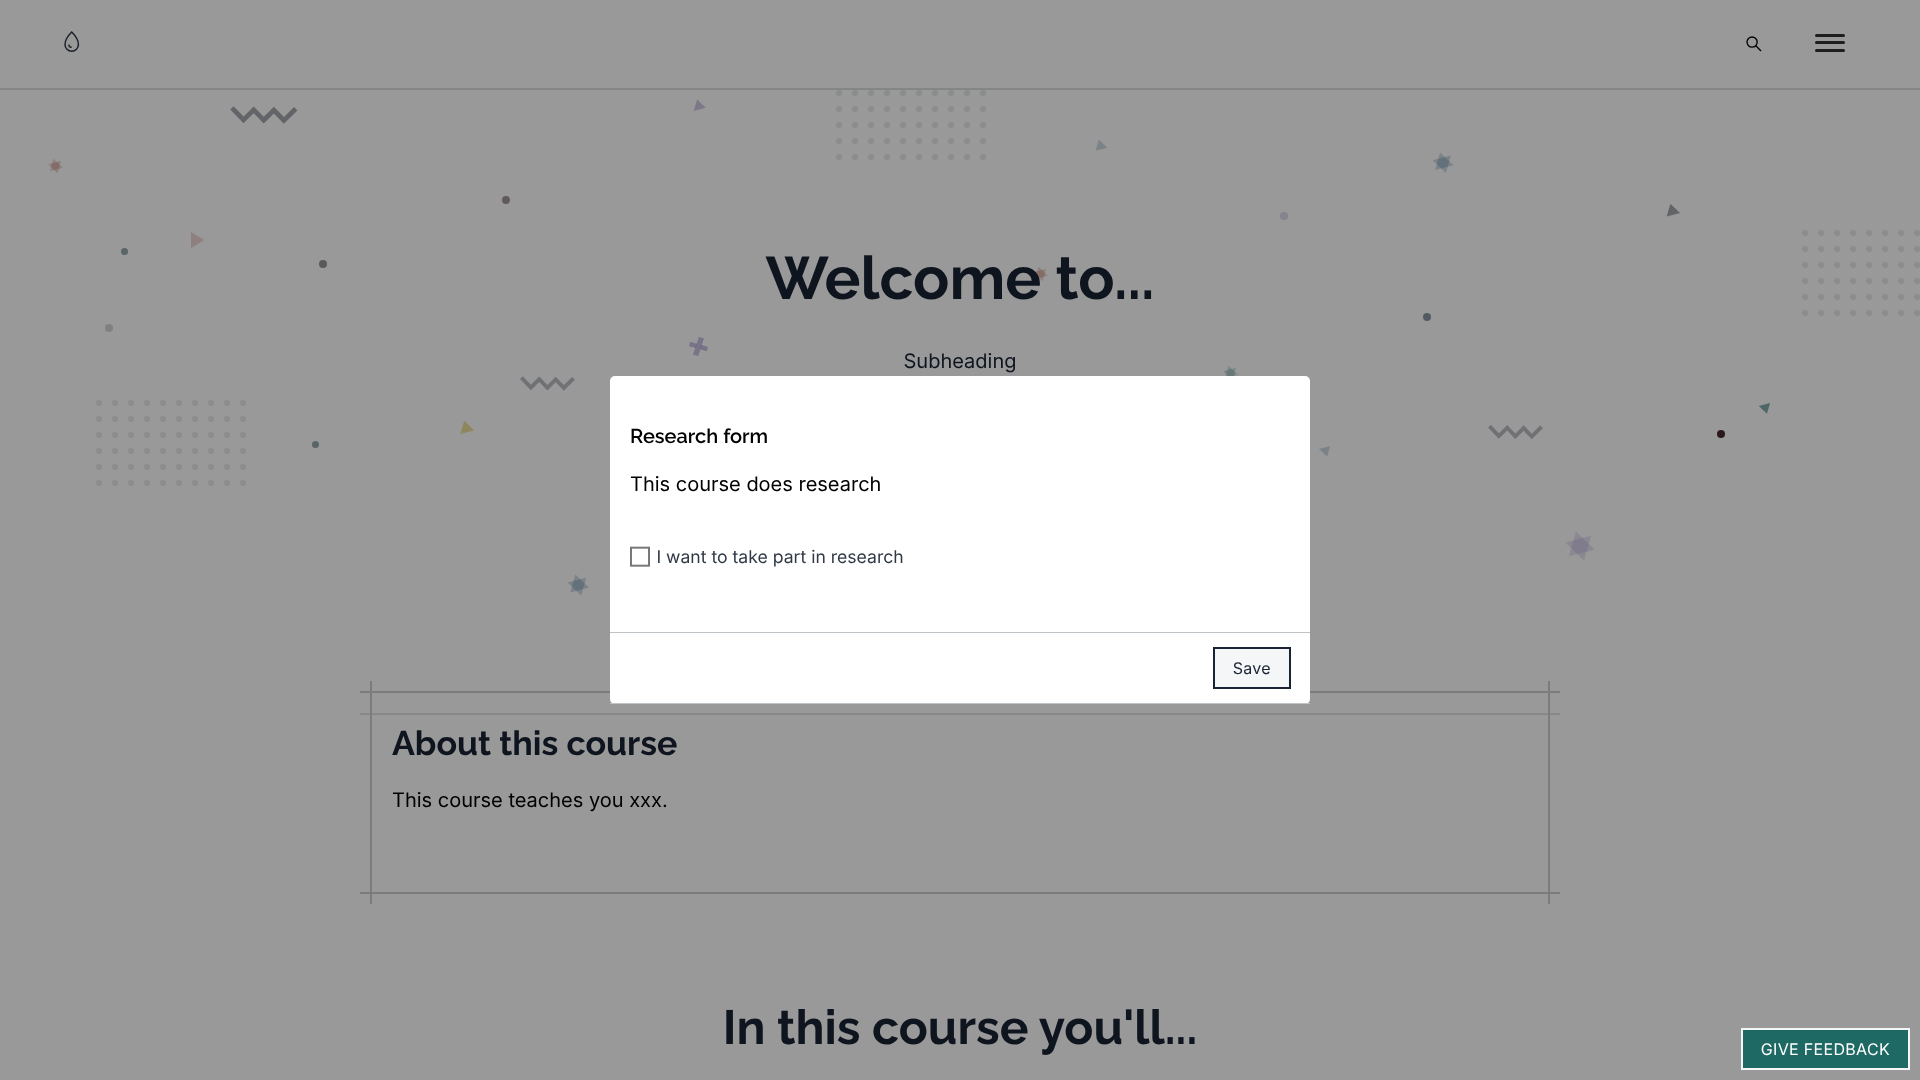 Welcome to...
Subheading
Research form
This course does research
I want to take part in research
Save
About this course
This course teaches you xxx.
In this course you'll...
GIVE FEEDBACK